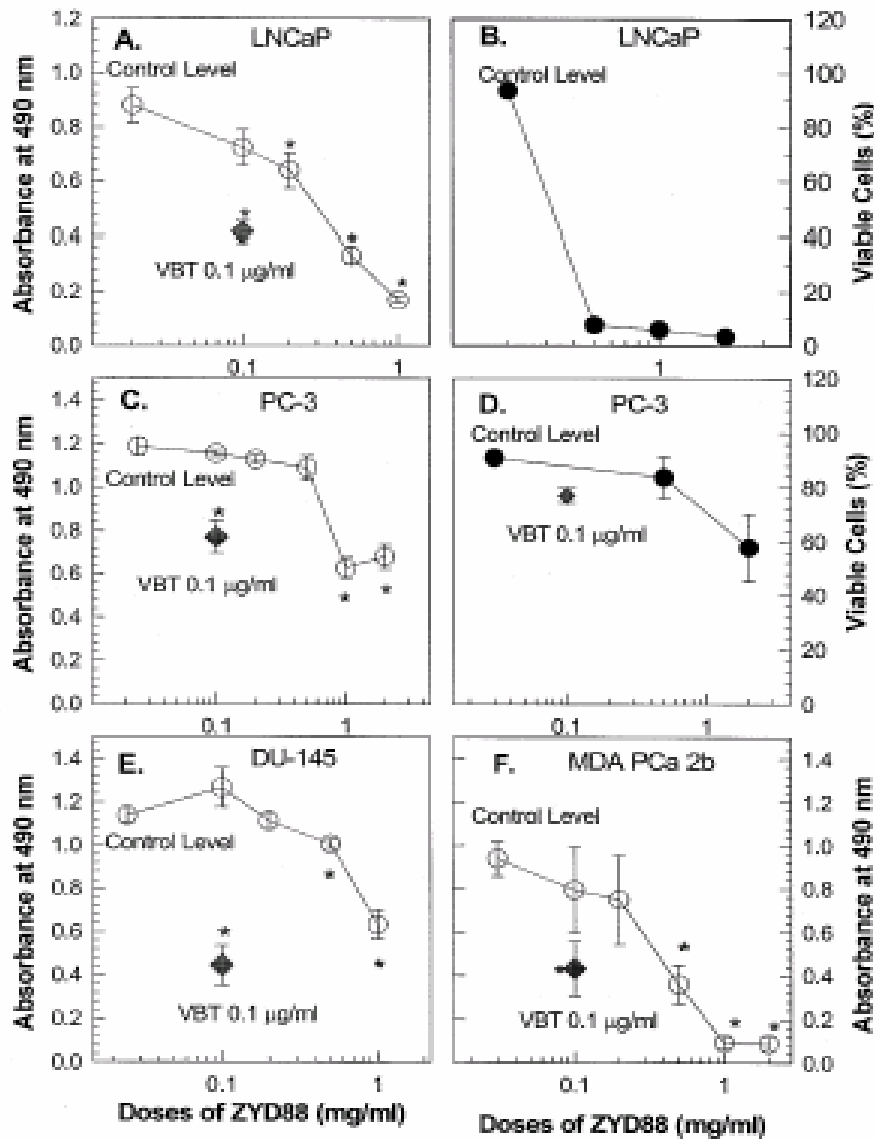 A. LNCaP
Control Level
VBT 0.1 µg/ml
Absorbance at 490 nm
1.2
1.0
0.8
0.6
0.4
0.2
0.0
0.1 1
B. LNCaP
Control Level
Viable Cells (%)
120
100
80
60
40
20
0
1
C. PC-3
Control Level
VBT 0.1 µg/ml
Absorbance at 490 nm
1.4
1.2
1.0
0.8
0.6
0.4
0.2
0.0
0.1 1
D. PC-3
Control Level
VBT 0.1 µg/ml
Viable Cells (%)
120
100
80
60
40
20
0
0.1 1
E. DU-145
Control Level
VBT 0.1 µg/ml
Absorbance at 490 nm
1.4
1.2
1.0
0.8
0.6
0.4
0.2
0.0
0.1 1
Doses of ZYD88 (mg/ml)
F. MDA PCa 2b
Control Level
VBT 0.1 µg/ml
Absorbance at 490 nm
1.4
1.2
1.0
0.8
0.6
0.4
0.2
0.0
0.1 1
Doses of ZYD88 (mg/ml)